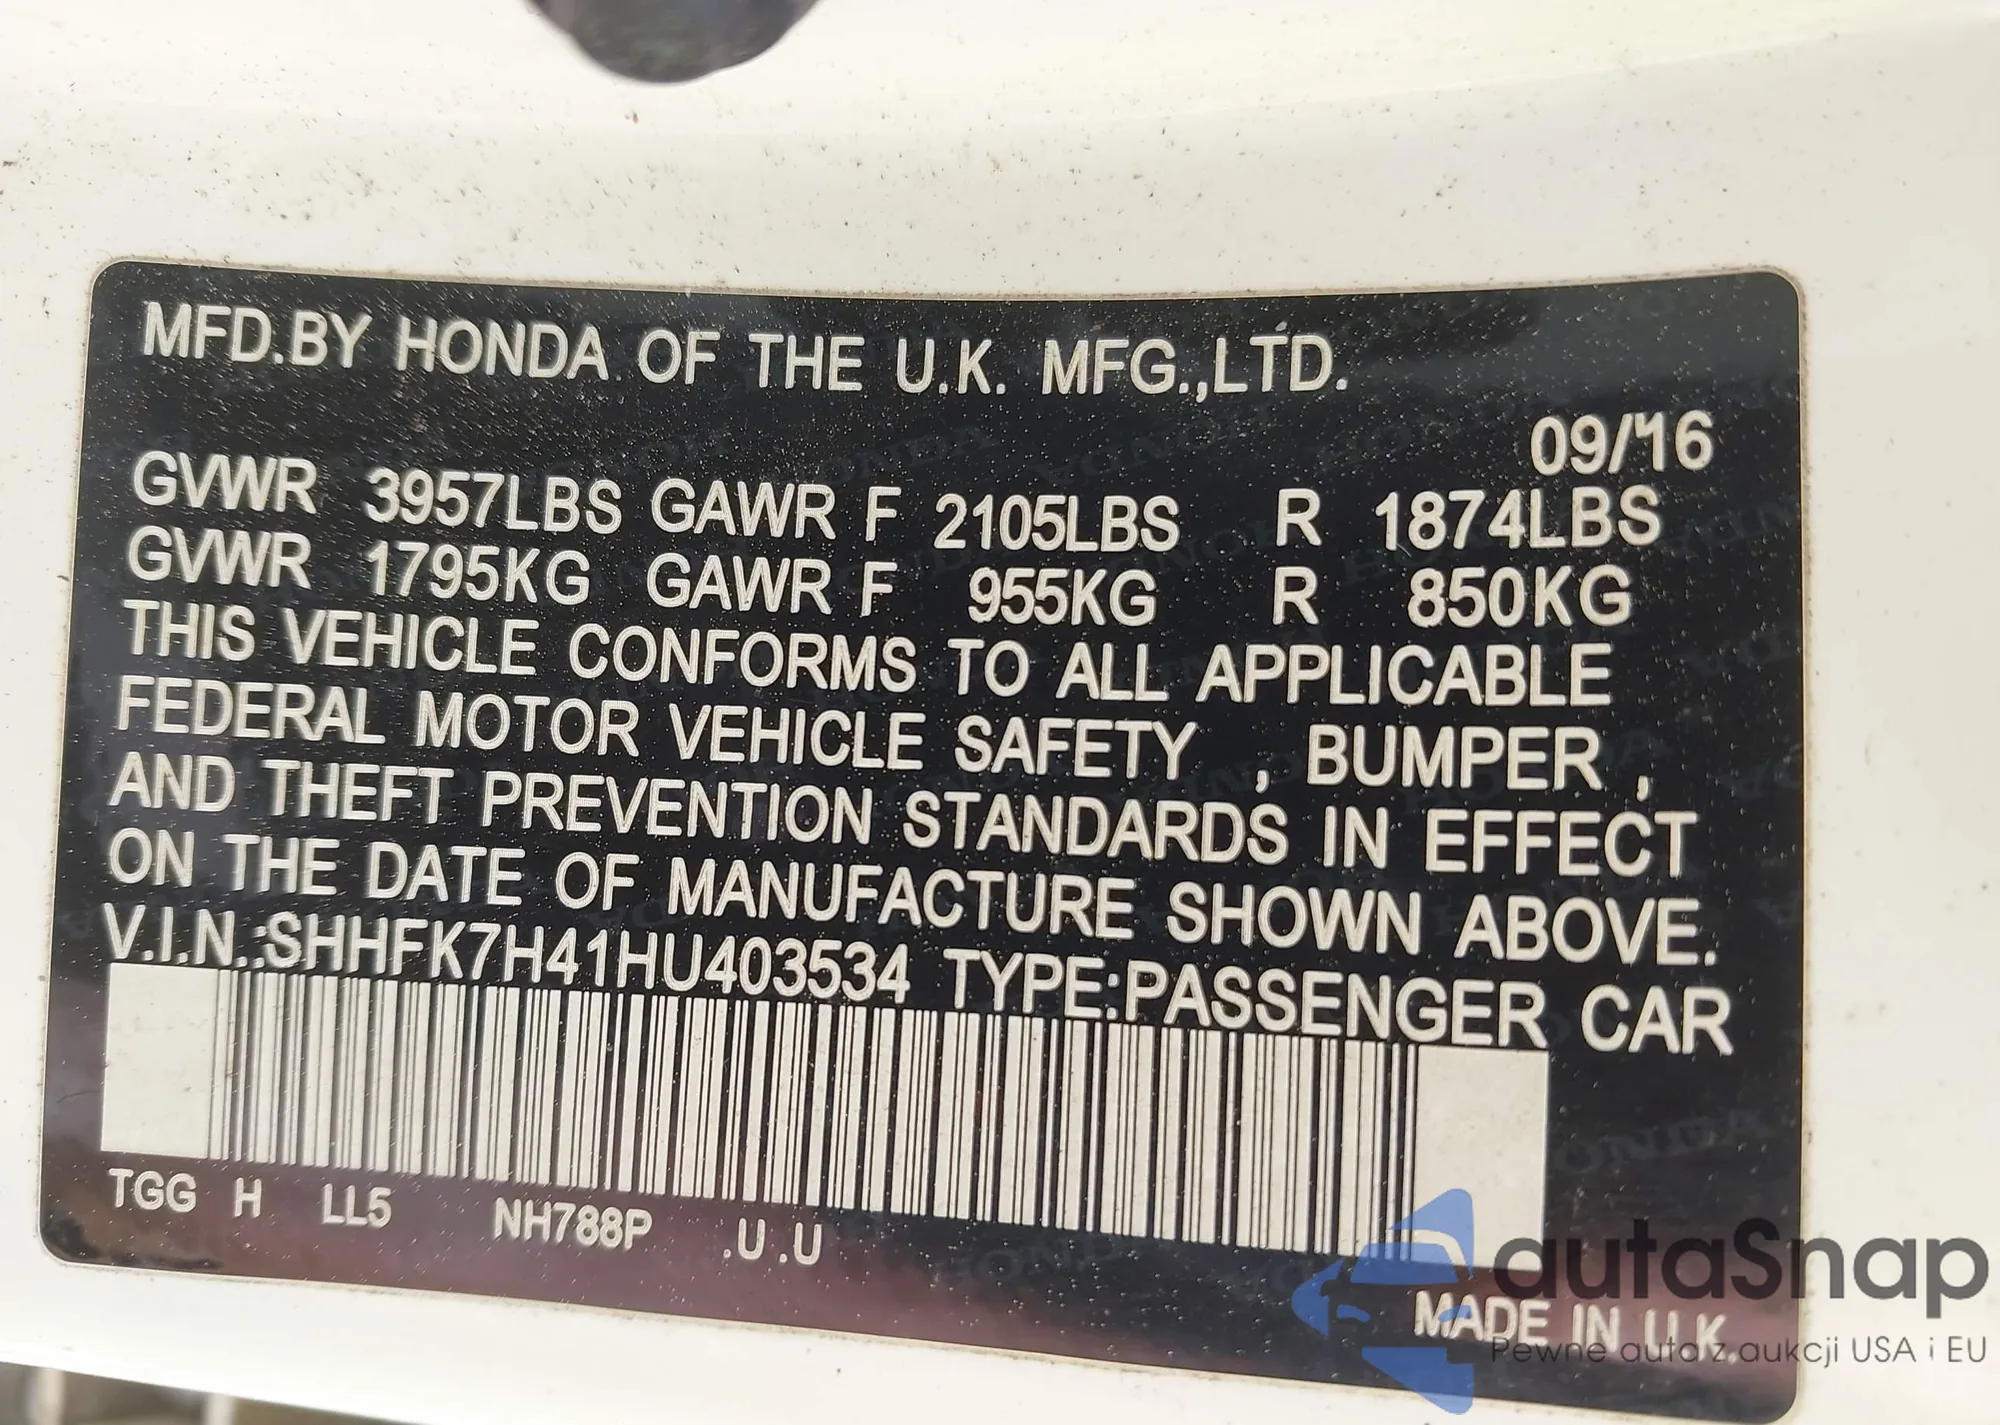 MFD.BY HONDA OF THE U.K. MFG.,LTD.
09/16
GVWR 3957LBS GAWR F 2105LBS R 1874LBS
GVWR 1795KG GAWR F 955KG R 850KG
THIS VEHICLE CONFORMS TO ALL APPLICABLE
FEDERAL MOTOR VEHICLE SAFETY , BUMPER ,
AND THEFT PREVENTION STANDARDS IN EFFECT
ON THE DATE OF MANUFACTURE SHOWN ABOVE.
V.I.N.:SHHFK7H41HU403534 TYPE:PASSENGER CAR
TGG H LL5 NH788P .U.U
MADE IN U.K.
autaSnap
Pewne auta z aukcji USA i EU